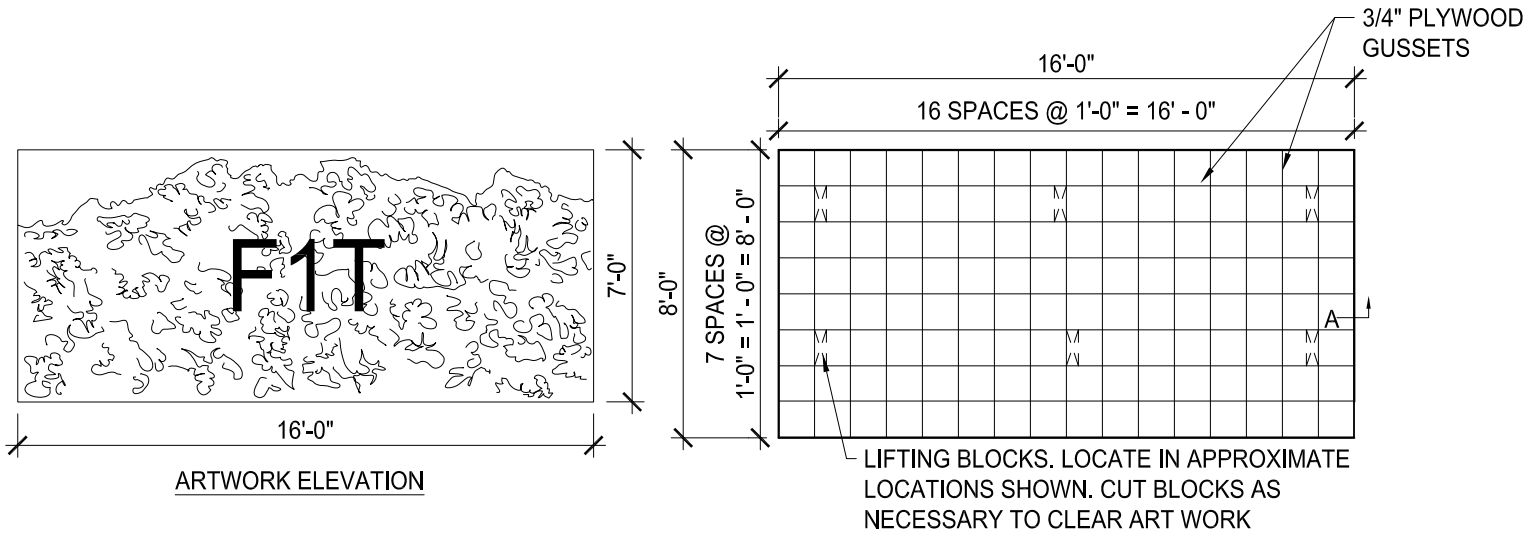 3/4" PLYWOOD
GUSSETS
16'-0"
16 SPACES @ 1'-0" = 16' - 0"
F1T
7'-0"
8'-0"
7 SPACES @
1'-0" = 1' - 0" = 8' - 0"
A
16'-0"
ARTWORK ELEVATION
LIFTING BLOCKS. LOCATE IN APPROXIMATE
LOCATIONS SHOWN. CUT BLOCKS AS
NECESSARY TO CLEAR ART WORK